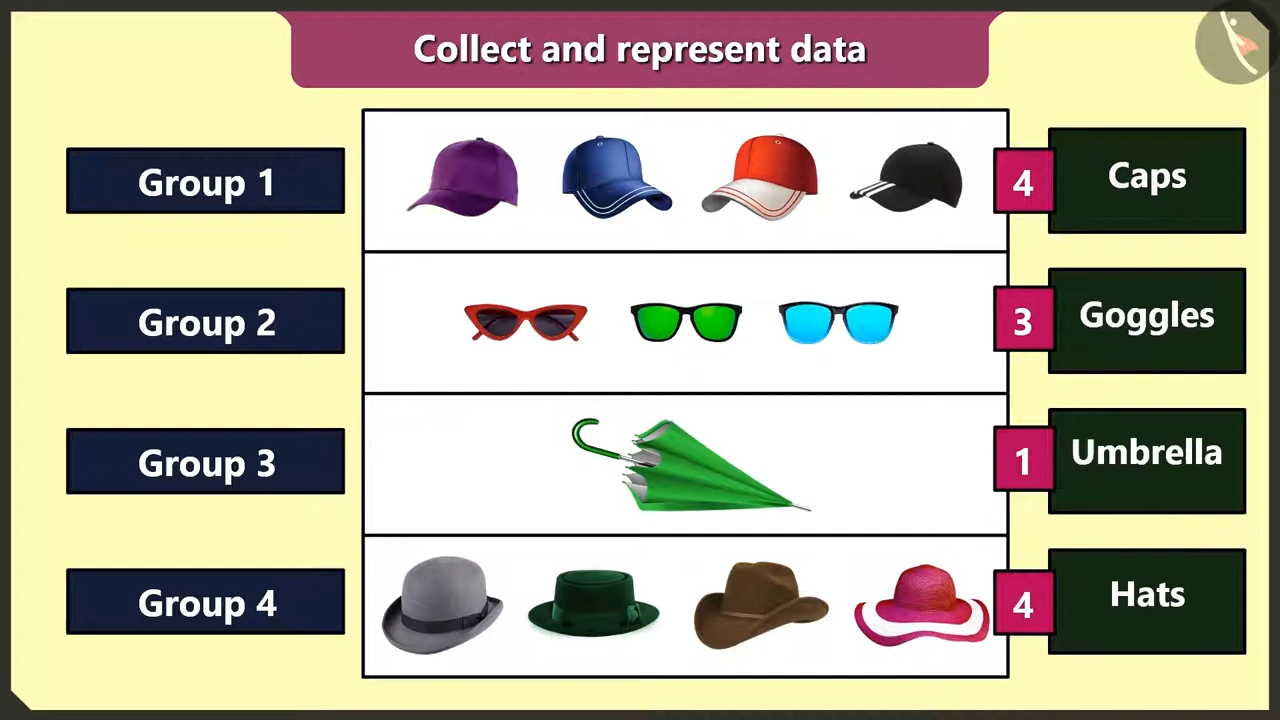 Collect and represent data
Group 1
4
Caps
Group 2
3
Goggles
Group 3
1
Umbrella
Group 4
4
Hats